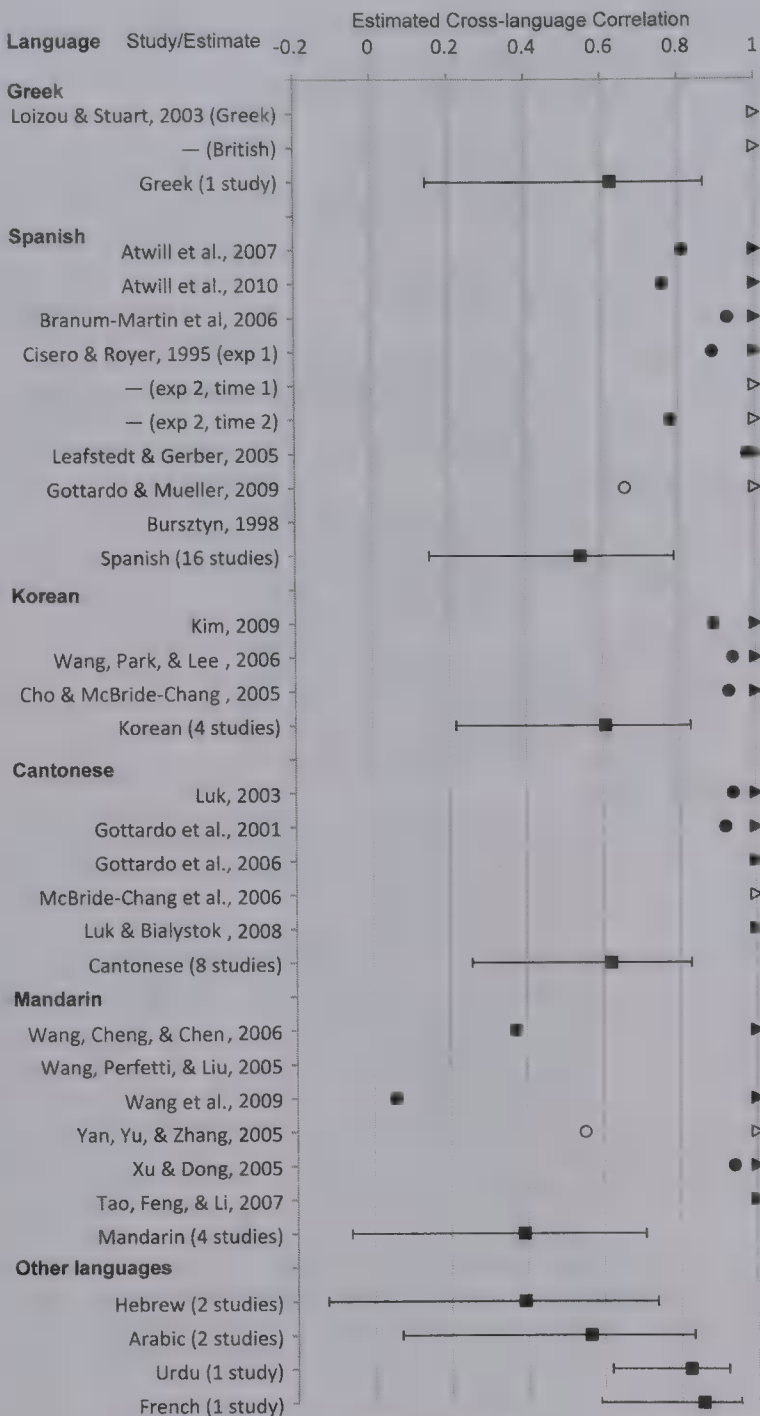 Estimated Cross-language Correlation
Language Study/Estimate -0.2 0 0.2 0.4 0.6 0.8 1
Greek
Loizou & Stuart, 2003 (Greek)
— (British)
Greek (1 study)
Spanish
Atwill et al., 2007
Atwill et al., 2010
Branum-Martin et al, 2006
Cisero & Royer, 1995 (exp 1)
— (exp 2, time 1)
— (exp 2, time 2)
Leafstedt & Gerber, 2005
Gottardo & Mueller, 2009
Bursztyn, 1998
Spanish (16 studies)
Korean
Kim, 2009
Wang, Park, & Lee , 2006
Cho & McBride-Chang , 2005
Korean (4 studies)
Cantonese
Luk, 2003
Gottardo et al., 2001
Gottardo et al., 2006
McBride-Chang et al., 2006
Luk & Bialystok , 2008
Cantonese (8 studies)
Mandarin
Wang, Cheng, & Chen , 2006
Wang, Perfetti, & Liu, 2005
Wang et al., 2009
Yan, Yu, & Zhang, 2005
Xu & Dong, 2005
Tao, Feng, & Li, 2007
Mandarin (4 studies)
Other languages
Hebrew (2 studies)
Arabic (2 studies)
Urdu (1 study)
French (1 study)